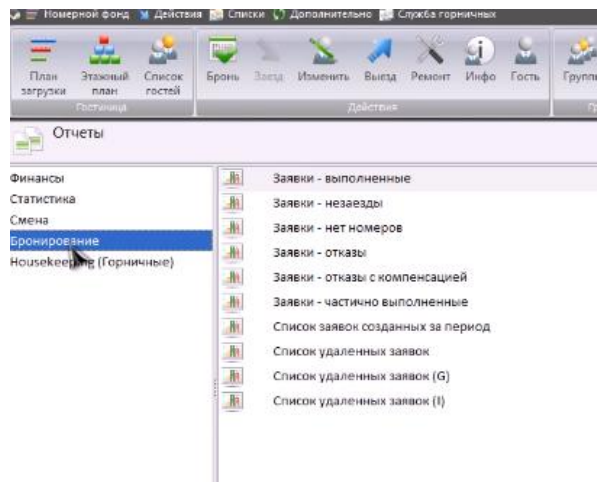 Номерной фонд Действия Списки Дополнительно Служба горничных
План загрузки Этажный план Список гостей Бронь Заезд Изменить Выезд Ремонт Инфо Гость Группы
Гостиница Действия
Отчеты
Финансы
Статистика
Смена
Бронирование
Housekeeping (Горничные)
Заявки - выполненные
Заявки - незаезды
Заявки - нет номеров
Заявки - отказы
Заявки - отказы с компенсацией
Заявки - частично выполненные
Список заявок созданных за период
Список удаленных заявок
Список удаленных заявок (G)
Список удаленных заявок (I)